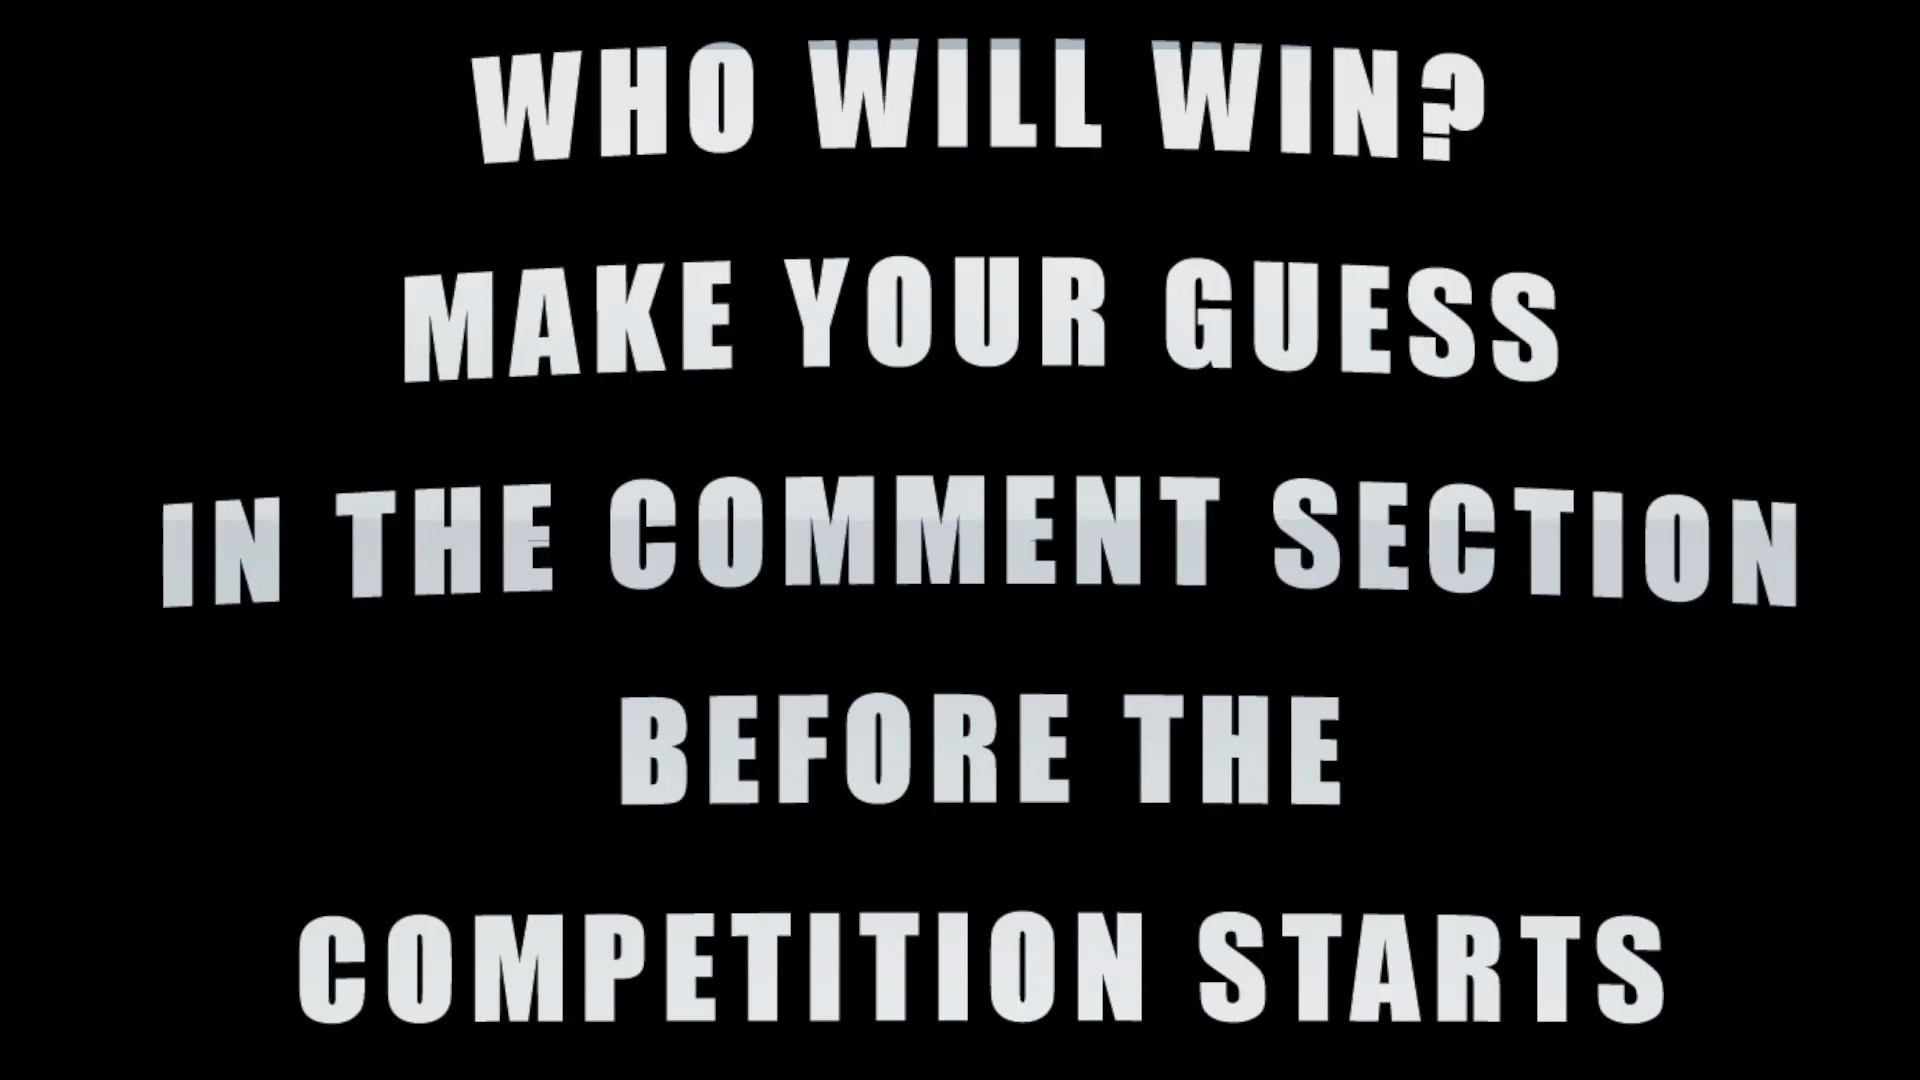 WHO WILL WIN?
MAKE YOUR GUESS
IN THE COMMENT SECTION
BEFORE THE
COMPETITION STARTS